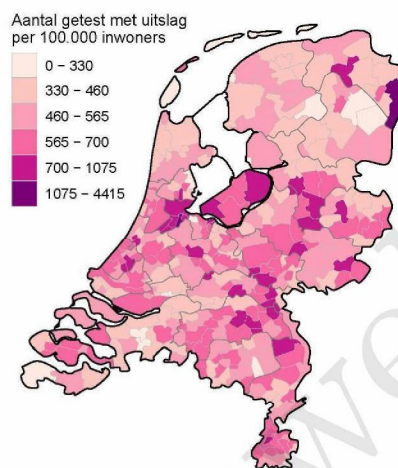 Aantal getest met uitslag
per 100.000 inwoners
0 – 330
330 – 460
460 – 565
565 – 700
700 – 1075
1075 – 4415